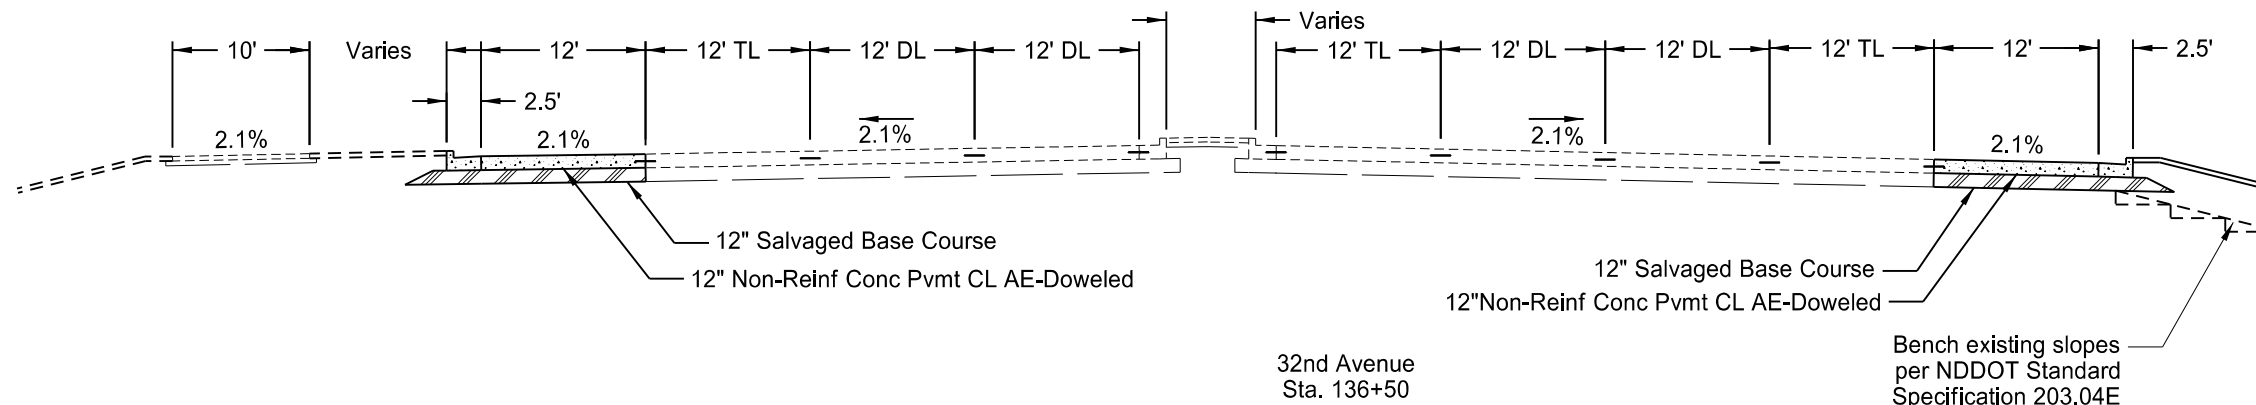 Varies
10'
Varies
12'
12' TL
12' DL
12' DL
12' TL
12' DL
12' DL
12' TL
12'
2.5'
2.5'
2.1%
2.1%
2.1%
2.1%
2.1%
12" Salvaged Base Course
12" Non-Reinf Conc Pvmt CL AE-Doweled
12" Salvaged Base Course
12"Non-Reinf Conc Pvmt CL AE-Doweled
Bench existing slopes
per NDDOT Standard
Specification 203.04E
32nd Avenue
Sta. 136+50